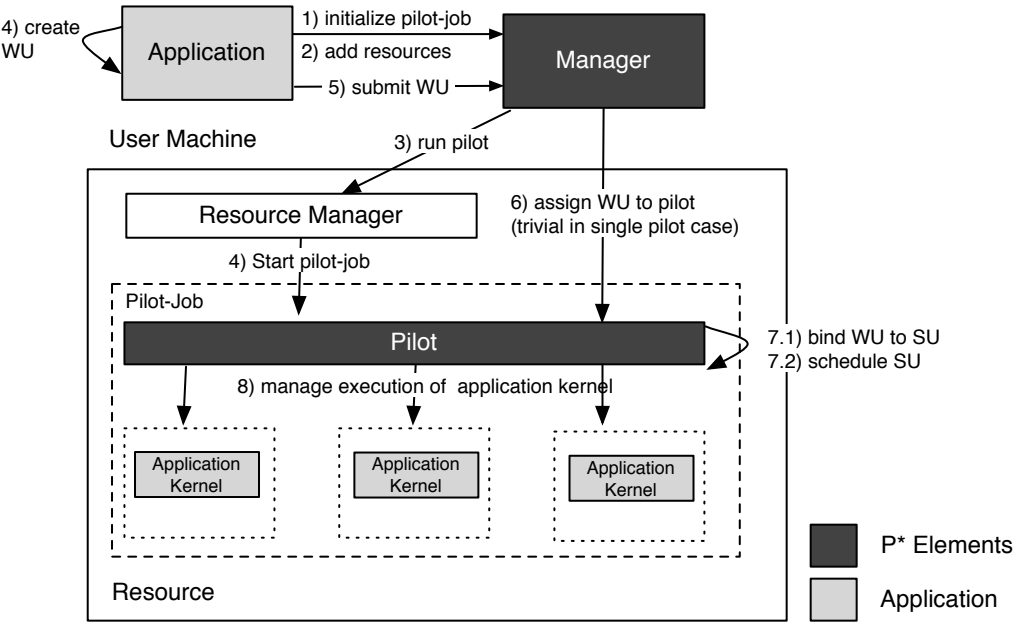 4) create
WU
Application
1) initialize pilot-job
2) add resources
5) submit WU
Manager
User Machine
3) run pilot
Resource Manager
6) assign WU to pilot
(trivial in single pilot case)
4) Start pilot-job
Pilot-Job
Pilot
7.1) bind WU to SU
7.2) schedule SU
8) manage execution of application kernel
Application
Kernel
Application
Kernel
Application
Kernel
Resource
P* Elements
Application